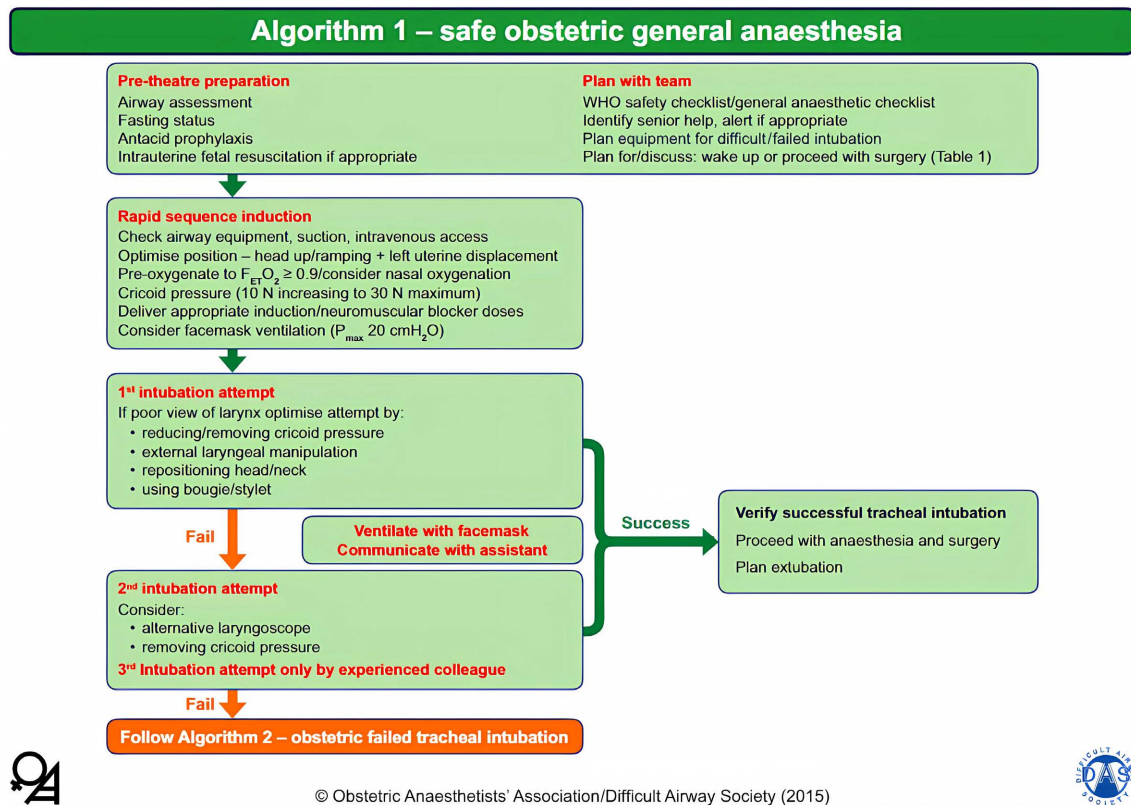 Algorithm 1 – safe obstetric general anaesthesia
Pre-theatre preparation
Airway assessment
Fasting status
Antacid prophylaxis
Intrauterine fetal resuscitation if appropriate
Plan with team
WHO safety checklist/general anaesthetic checklist
Identify senior help, alert if appropriate
Plan equipment for difficult/failed intubation
Plan for/discuss: wake up or proceed with surgery (Table 1)
Rapid sequence induction
Check airway equipment, suction, intravenous access
Optimise position – head up/ramping + left uterine displacement
Pre-oxygenate to FETO2 ≥ 0.9/consider nasal oxygenation
Cricoid pressure (10 N increasing to 30 N maximum)
Deliver appropriate induction/neuromuscular blocker doses
Consider facemask ventilation (Pmax 20 cmH2O)
1st intubation attempt
If poor view of larynx optimise attempt by:
• reducing/removing cricoid pressure
• external laryngeal manipulation
• repositioning head/neck
• using bougie/stylet
Fail
Ventilate with facemask
Communicate with assistant
2nd intubation attempt
Consider:
• alternative laryngoscope
• removing cricoid pressure
3rd Intubation attempt only by experienced colleague
Success
Verify successful tracheal intubation
Proceed with anaesthesia and surgery
Plan extubation
Fail
Follow Algorithm 2 – obstetric failed tracheal intubation
© Obstetric Anaesthetists' Association/Difficult Airway Society (2015)
DIFFICULT AIR
DAS
SOCIETY